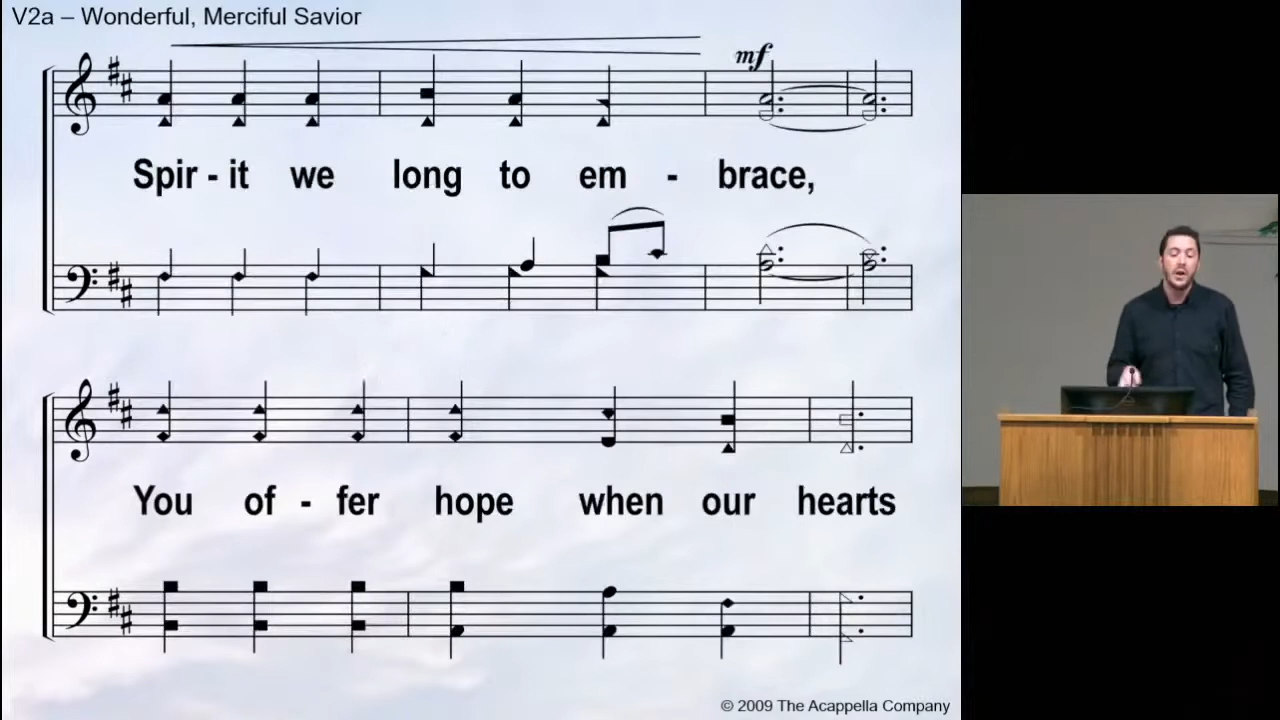 V2a – Wonderful, Merciful Savior
mf
Spir - it we long to em - brace,
You of - fer hope when our hearts
© 2009 The Acappella Company